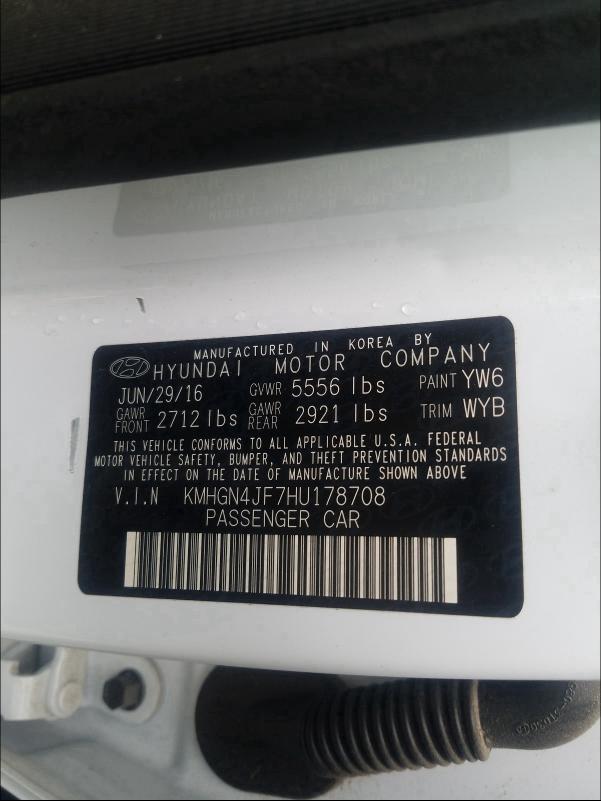 MANUFACTURED IN KOREA BY
HYUNDAI MOTOR COMPANY
JUN/29/16 GVWR 5556 lbs PAINT YW6
GAWR FRONT 2712 lbs GAWR REAR 2921 lbs TRIM WYB
THIS VEHICLE CONFORMS TO ALL APPLICABLE U.S.A. FEDERAL
MOTOR VEHICLE SAFETY, BUMPER, AND THEFT PREVENTION STANDARDS
IN EFFECT ON THE DATE OF MANUFACTURE SHOWN ABOVE
V.I.N KMHGN4JF7HU178708
PASSENGER CAR